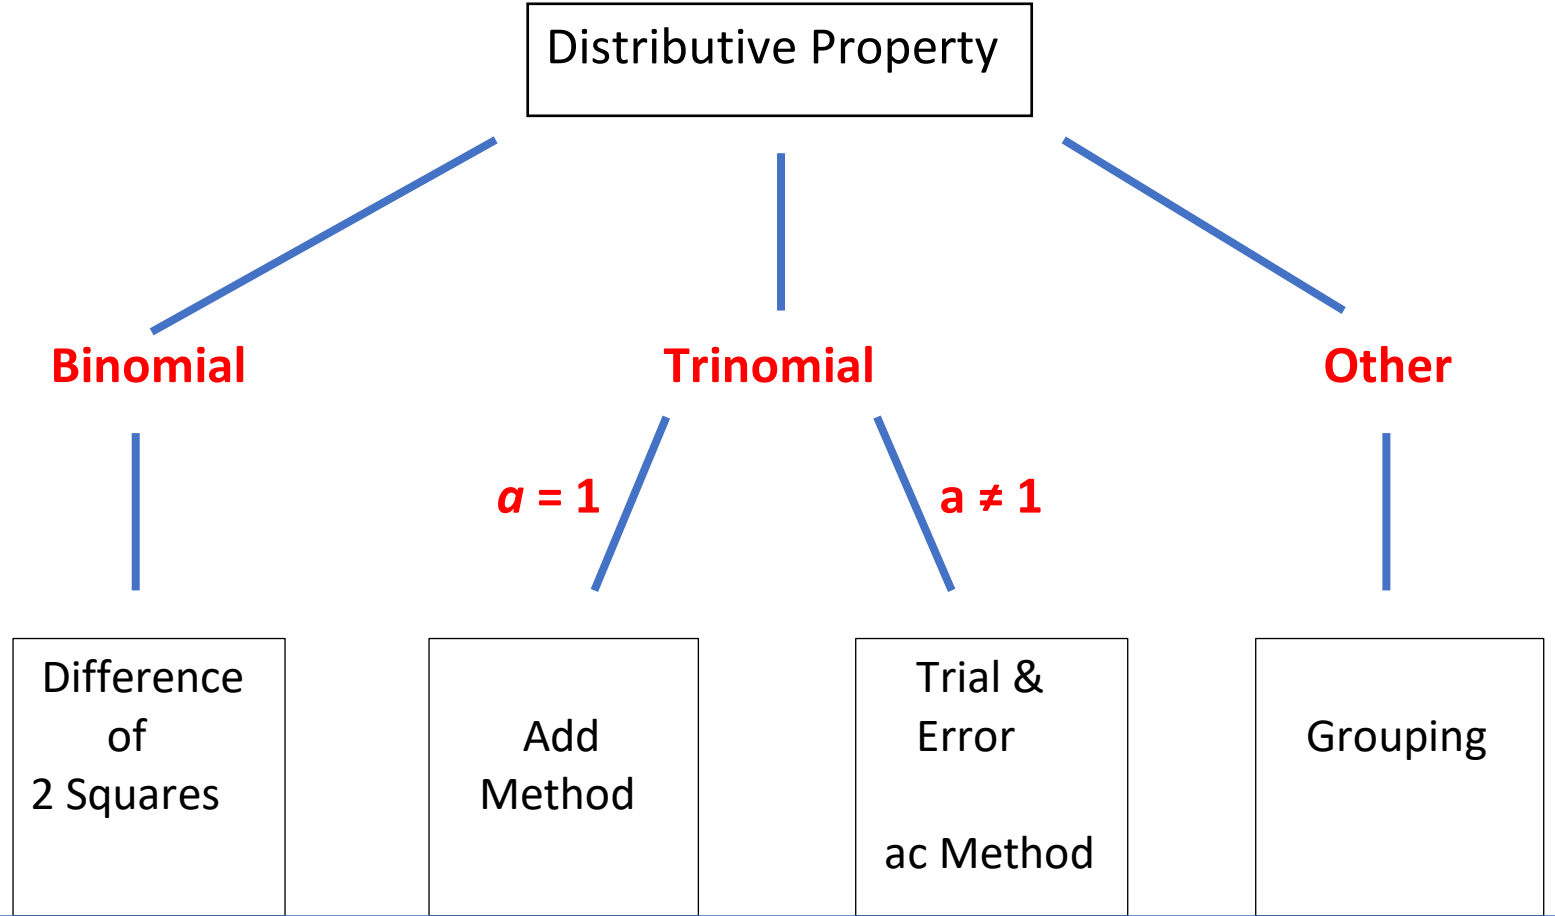 Distributive Property
Binomial
Trinomial
Other
a = 1
a ≠ 1
Difference
of
2 Squares
Add
Method
Trial &
Error
ac Method
Grouping